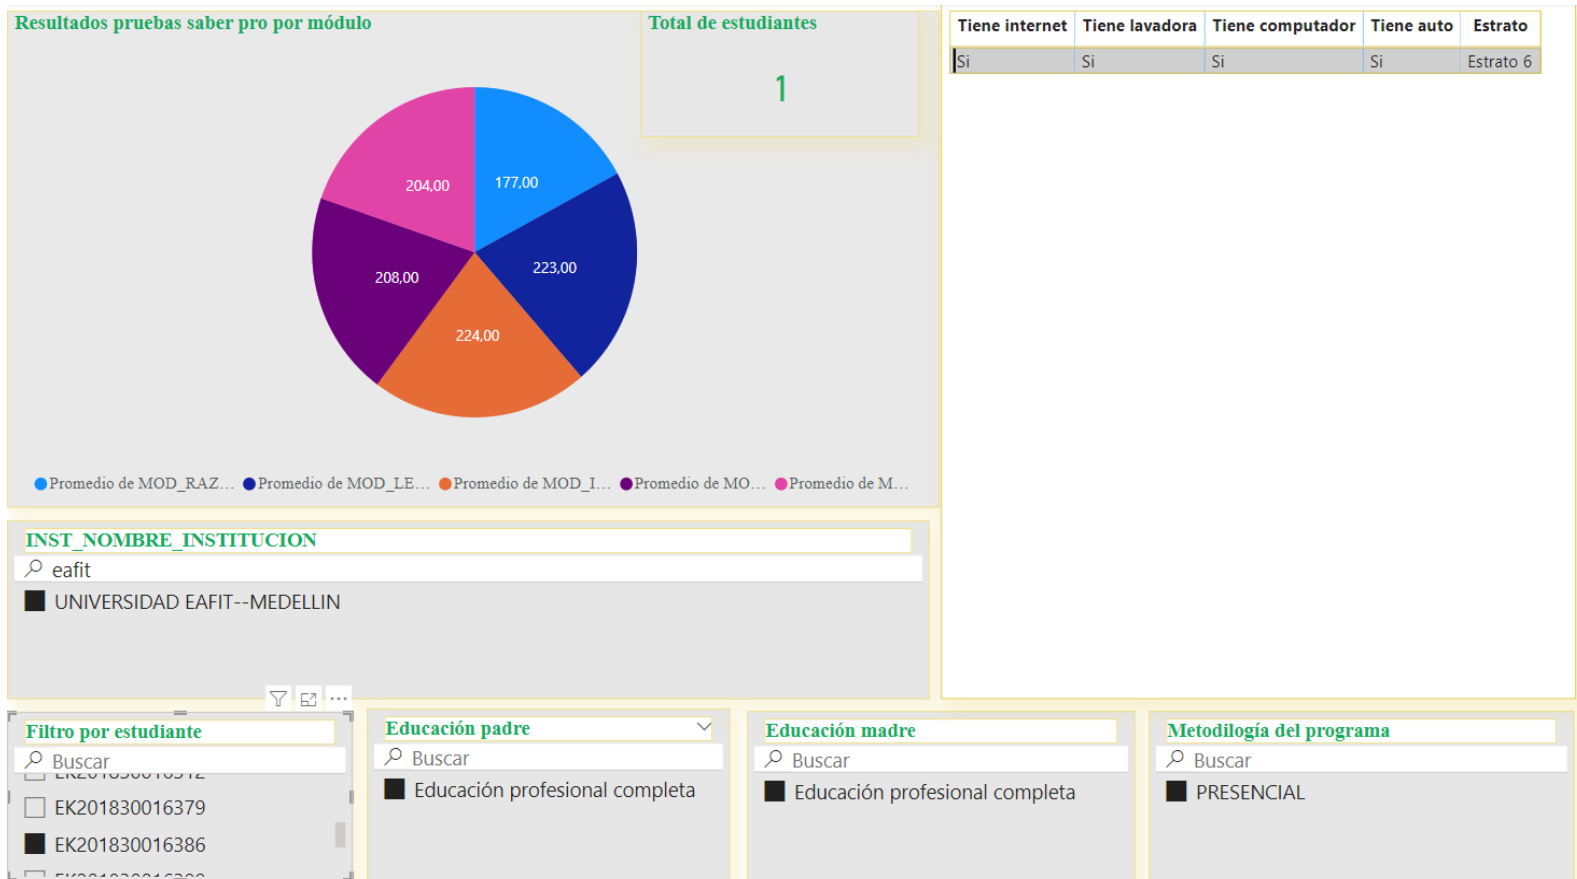 Resultados pruebas saber pro por módulo
Total de estudiantes
1
204,00
177,00
223,00
208,00
224,00
Promedio de MOD_RAZ... Promedio de MOD_LE... Promedio de MOD_I... Promedio de MO... Promedio de M...
Tiene internet Tiene lavadora Tiene computador Tiene auto Estrato
Si Si Si Si Estrato 6
INST_NOMBRE_INSTITUCION
eafit
UNIVERSIDAD EAFIT--MEDELLIN
Filtro por estudiante
Buscar
EK201830016379
EK201830016386
Educación padre
Buscar
Educación profesional completa
Educación madre
Buscar
Educación profesional completa
Metodilogía del programa
Buscar
PRESENCIAL